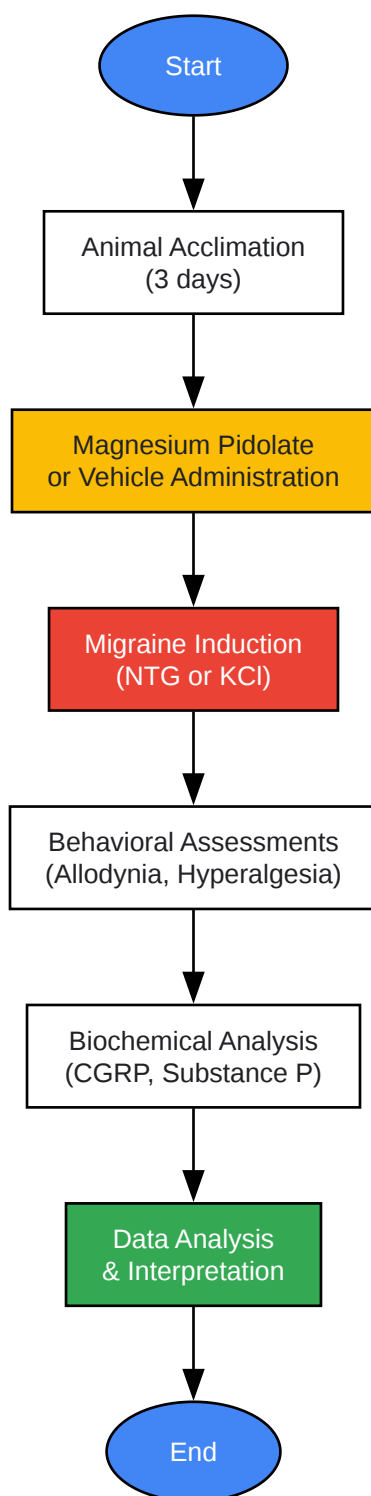 Start
Animal Acclimation
(3 days)
Magnesium Pidolate
or Vehicle Administration
Migraine Induction
(NTG or KCl)
Behavioral Assessments
(Allodynia, Hyperalgesia)
Biochemical Analysis
(CGRP, Substance P)
Data Analysis
& Interpretation
End